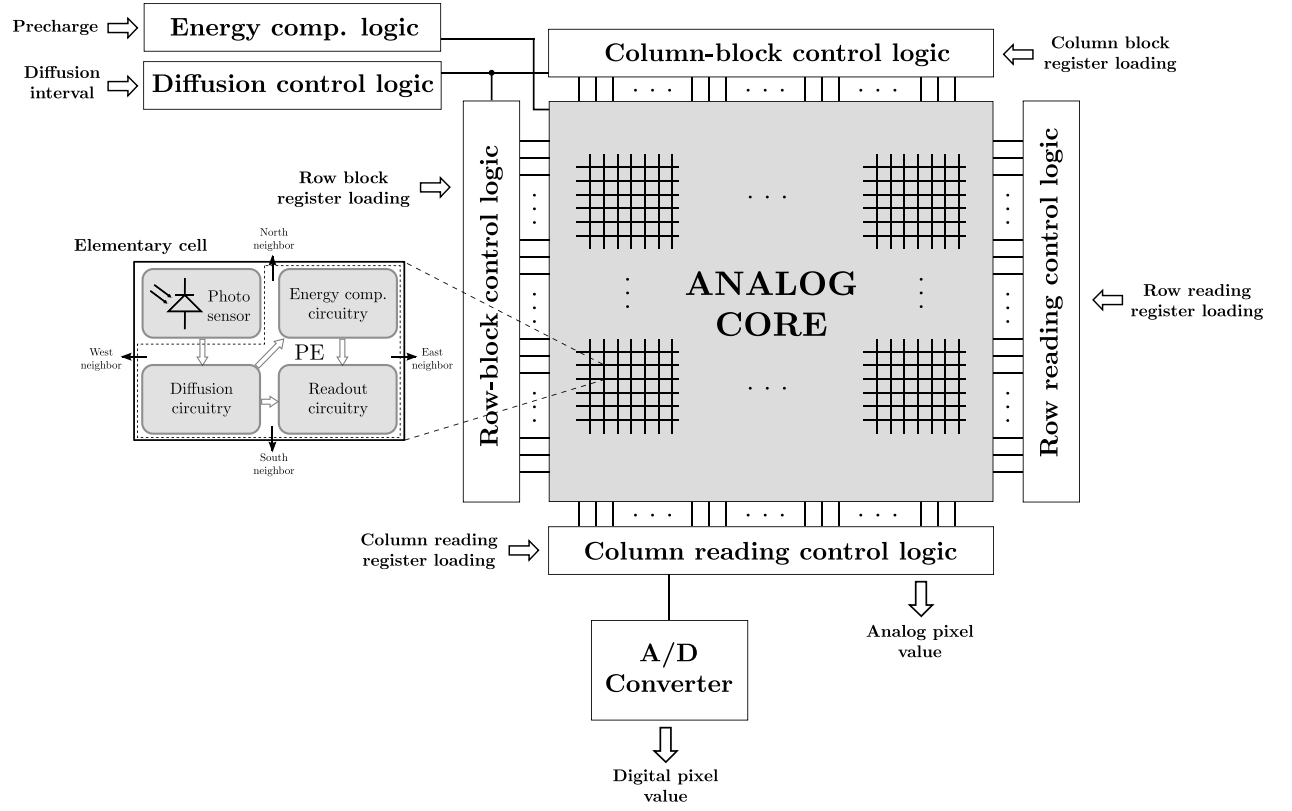 Precharge
Energy comp. logic
Diffusion
interval
Diffusion control logic
Column-block control logic
Column block
register loading
Row block
register loading
Row-block control logic
Row reading control logic
Row reading
register loading
ANALOG
CORE
Elementary cell
North
neighbor
Photo
sensor
Energy comp.
circuitry
West
neighbor
PE
East
neighbor
Diffusion
circuitry
Readout
circuitry
South
neighbor
Column reading
register loading
Column reading control logic
Analog pixel
value
A/D
Converter
Digital pixel
value